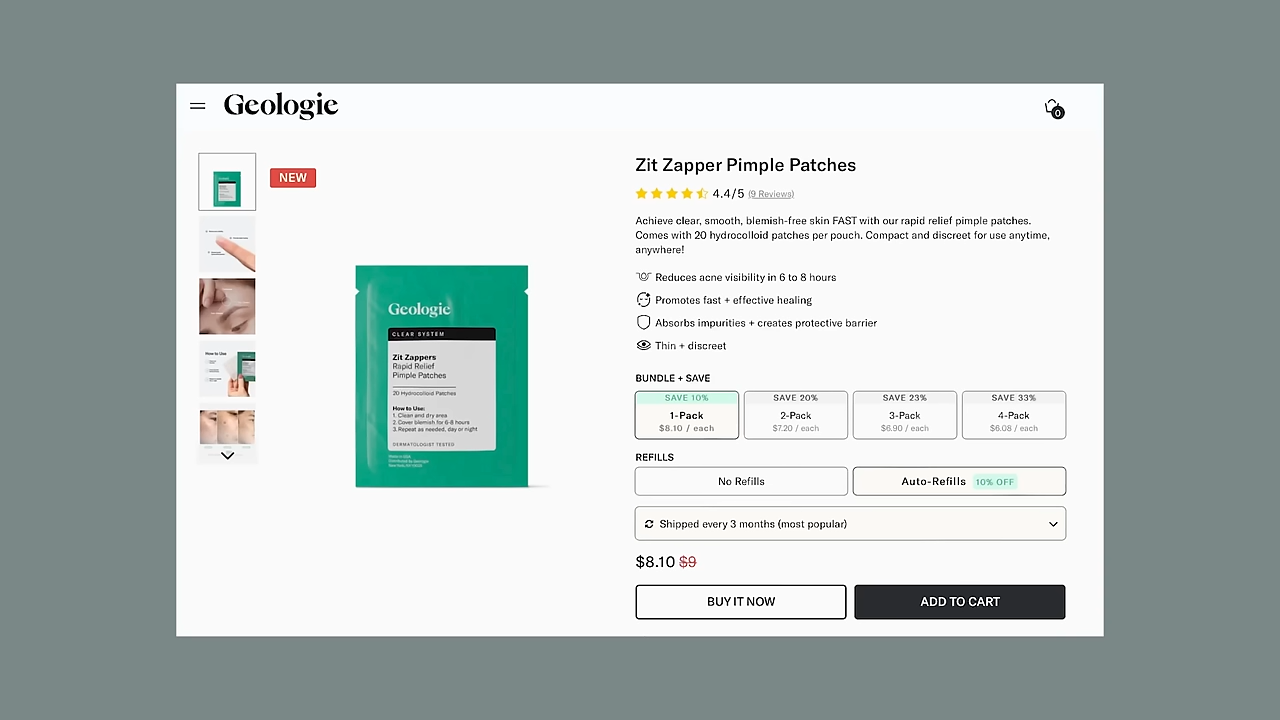 Geologie
0
NEW
Zit Zapper Pimple Patches
4.4/5 (9 Reviews)
Achieve clear, smooth, blemish-free skin FAST with our rapid relief pimple patches.
Comes with 20 hydrocolloid patches per pouch. Compact and discreet for use anytime,
anywhere!
Reduces acne visibility in 6 to 8 hours
Promotes fast + effective healing
Absorbs impurities + creates protective barrier
Thin + discreet
BUNDLE + SAVE
SAVE 10%
1-Pack
$8.10 / each
SAVE 20%
2-Pack
$7.20 / each
SAVE 23%
3-Pack
$6.90 / each
SAVE 33%
4-Pack
$6.08 / each
REFILLS
No Refills
Auto-Refills 10% OFF
Shipped every 3 months (most popular)
$8.10 $9
BUY IT NOW
ADD TO CART
Geologie
CLEAR SYSTEM
Zit Zappers
Rapid Relief
Pimple Patches
20 Hydrocolloid Patches
How to Use:
1. Clean and dry area
2. Cover blemish for 6-8 hours
3. Repeat as needed, day or night
DERMATOLOGIST TESTED
How to Use